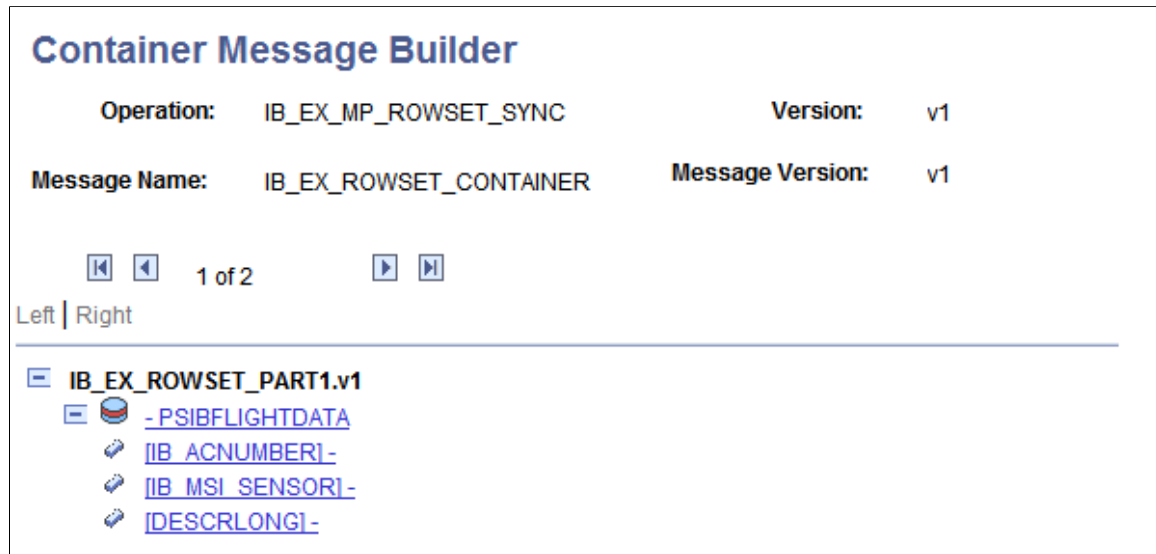 Container Message Builder
Operation: IB_EX_MP_ROWSET_SYNC Version: v1
Message Name: IB_EX_ROWSET_CONTAINER Message Version: v1
1 of 2
Left | Right
IB_EX_ROWSET_PART1.v1
- PSIBFLIGHTDATA
[IB_ACNUMBER] -
[IB_MSI_SENSOR] -
[DESCRLONG] -